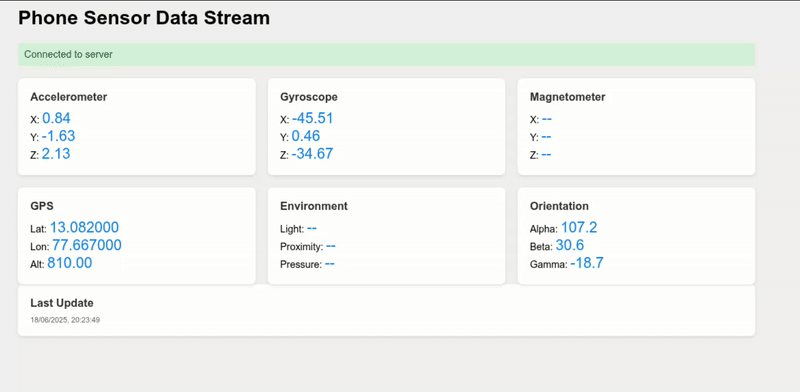 Phone Sensor Data Stream
Connected to server
Accelerometer
X: 0.84
Y: -1.63
Z: 2.13
Gyroscope
X: -45.51
Y: 0.46
Z: -34.67
Magnetometer
X: --
Y: --
Z: --
GPS
Lat: 13.082000
Lon: 77.667000
Alt: 810.00
Environment
Light: --
Proximity: --
Pressure: --
Orientation
Alpha: 107.2
Beta: 30.6
Gamma: -18.7
Last Update
18/06/2025, 20:23:49